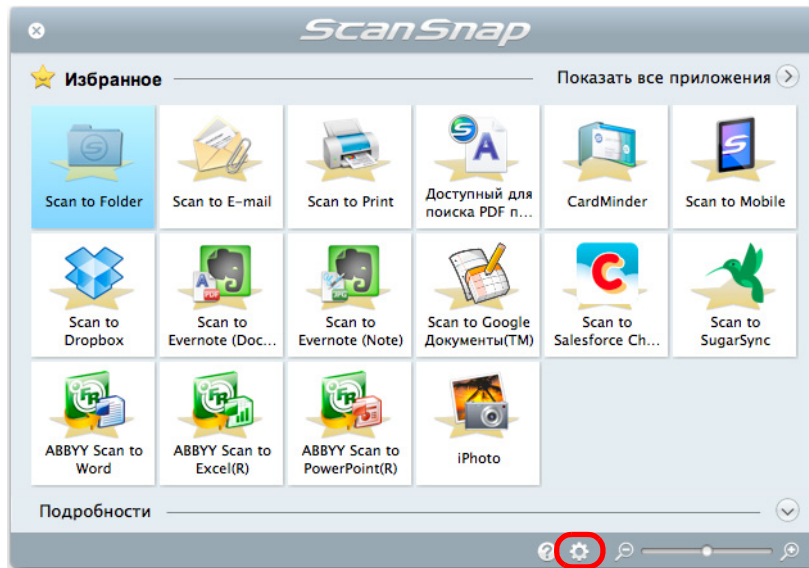 ScanSnap
Избранное
Показать все приложения
Scan to Folder
Scan to E-mail
Scan to Print
Доступный для
поиска PDF п...
CardMinder
Scan to Mobile
Scan to
Dropbox
Scan to
Evernote (Doc...
Scan to
Evernote (Note)
Scan to Google
Документы(TM)
Scan to
Salesforce Ch...
Scan to
SugarSync
ABBYY Scan to
Word
ABBYY Scan to
Excel(R)
ABBYY Scan to
PowerPoint(R)
iPhoto
Подробности